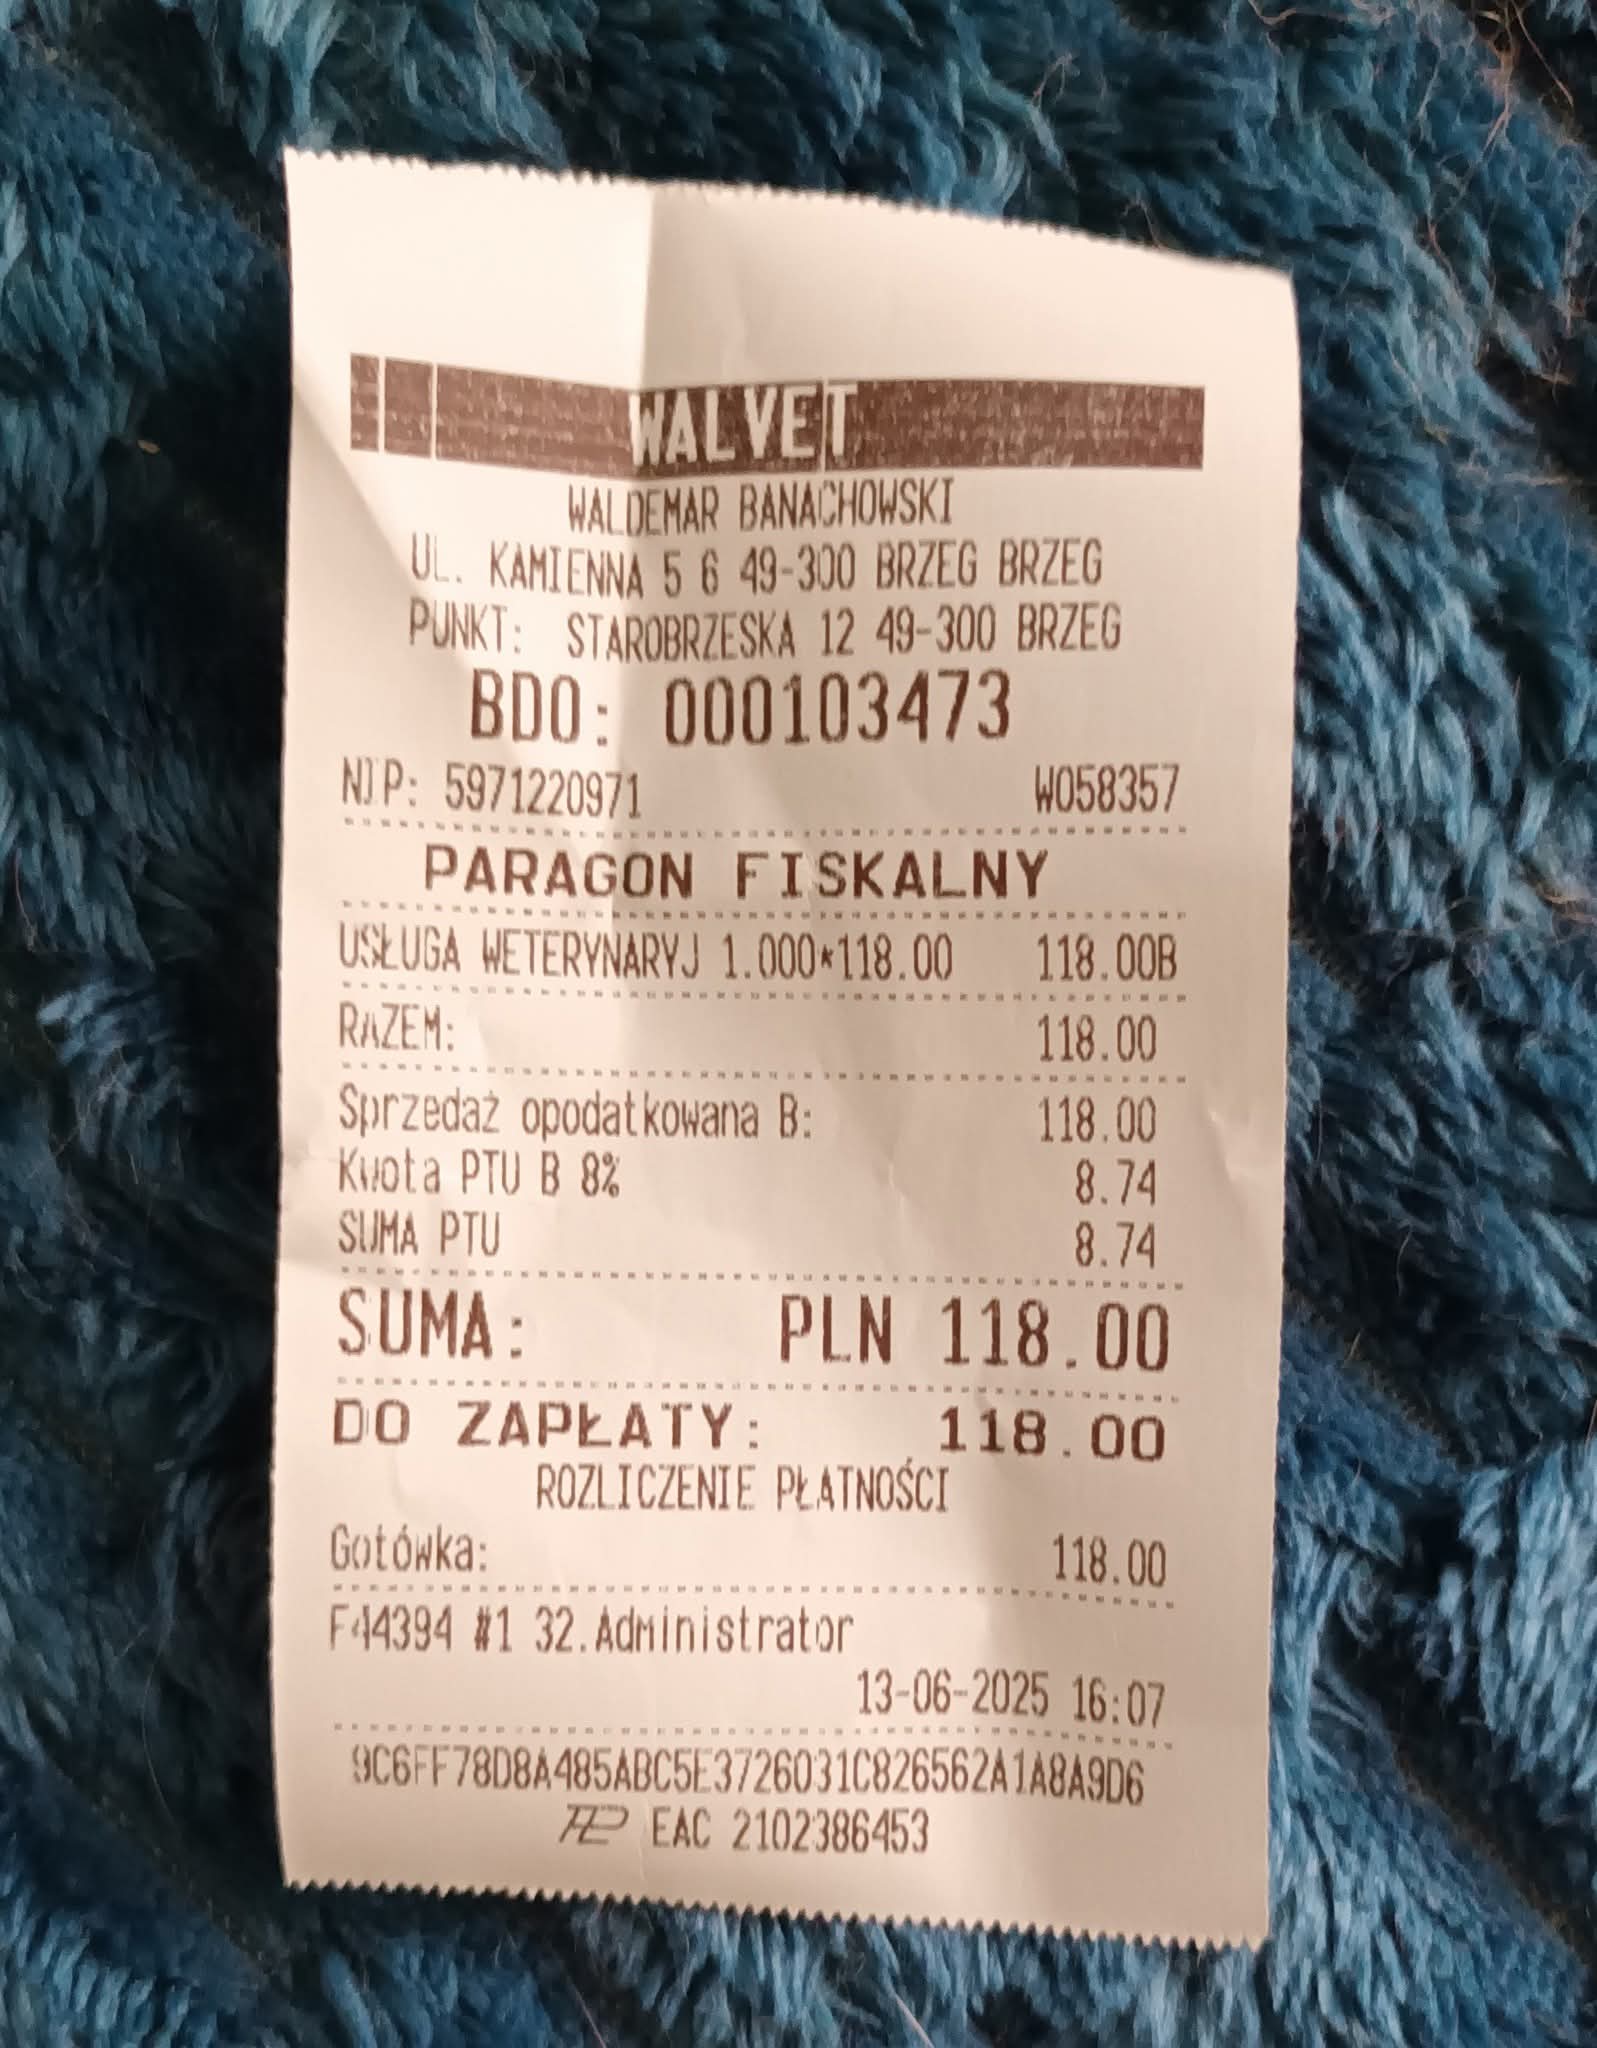 WALVET
WALDEMAR BANACHOWSKI
UL. KAMIENNA 5 6 49-300 BRZEG BRZEG
PUNKT: STAROBRZESKA 12 49-300 BRZEG
BDO: 000103473
NIP: 5971220971 W058357
PARAGON FISKALNY
USŁUGA WETERYNARYJ 1.000*118.00 118.00B
RAZEM: 118.00
Sprzedaż opodatkowana B: 118.00
Kwota PTU B 8% 8.74
SUMA PTU 8.74
SUMA: PLN 118.00
DO ZAPŁATY: 118.00
ROZLICZENIE PŁATNOŚCI
Gotówka: 118.00
F44394 #1 32.Administrator
13-06-2025 16:07
9C6FF78D8A485ABC5E3726031C826562A1A8A9D6
EAC 2102386453